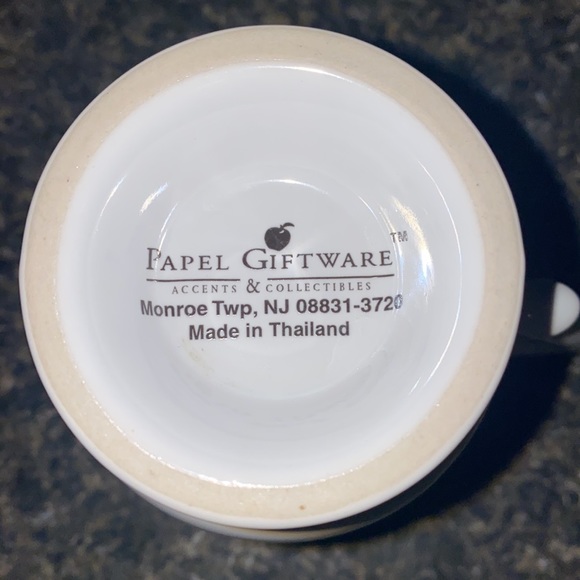 PAPEL GIFTWARE™
ACCENTS & COLLECTIBLES
Monroe Twp, NJ 08831-3720
Made in Thailand